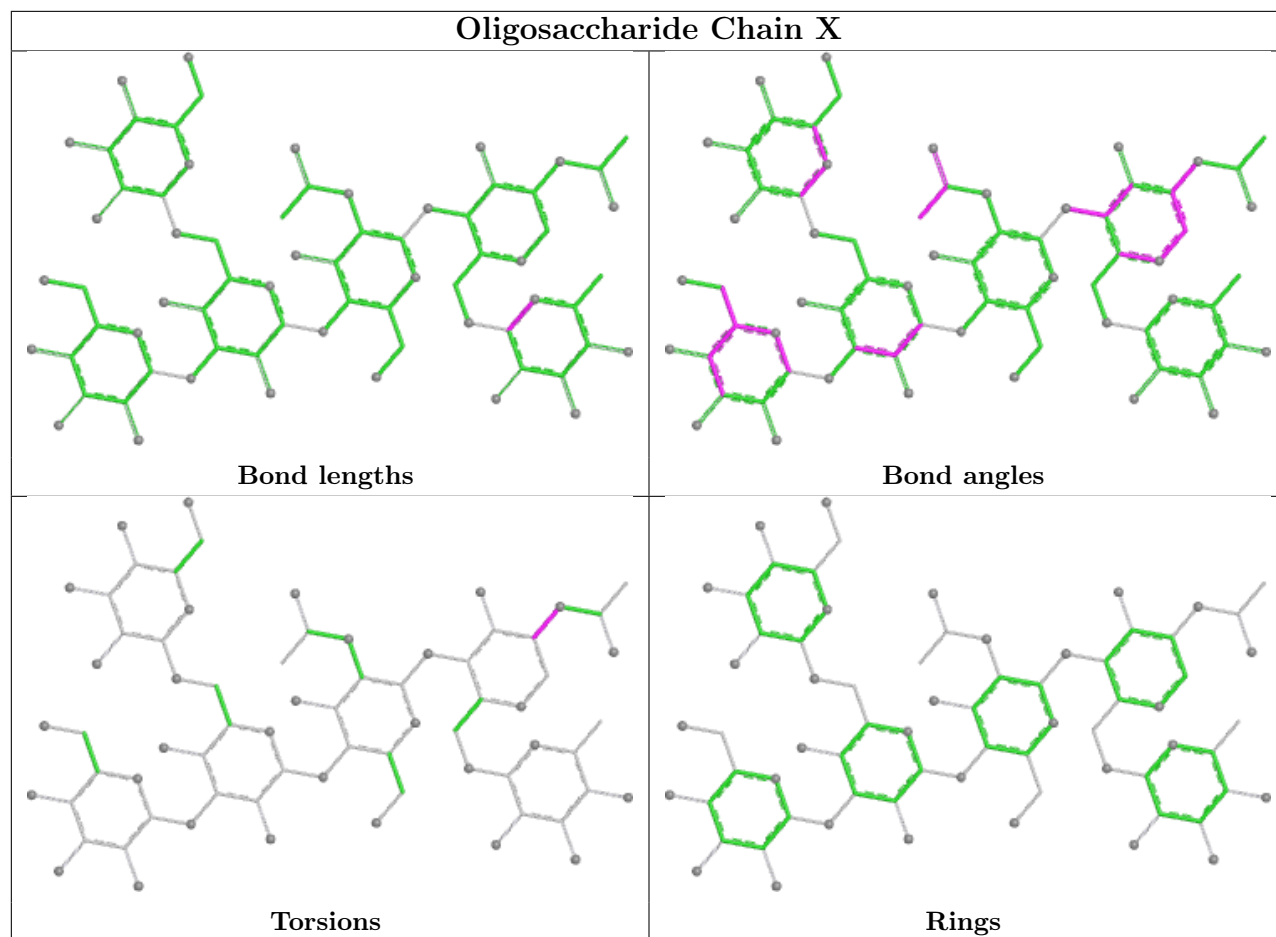 Oligosaccharide Chain X
Bond lengths
Bond angles
Torsions
Rings